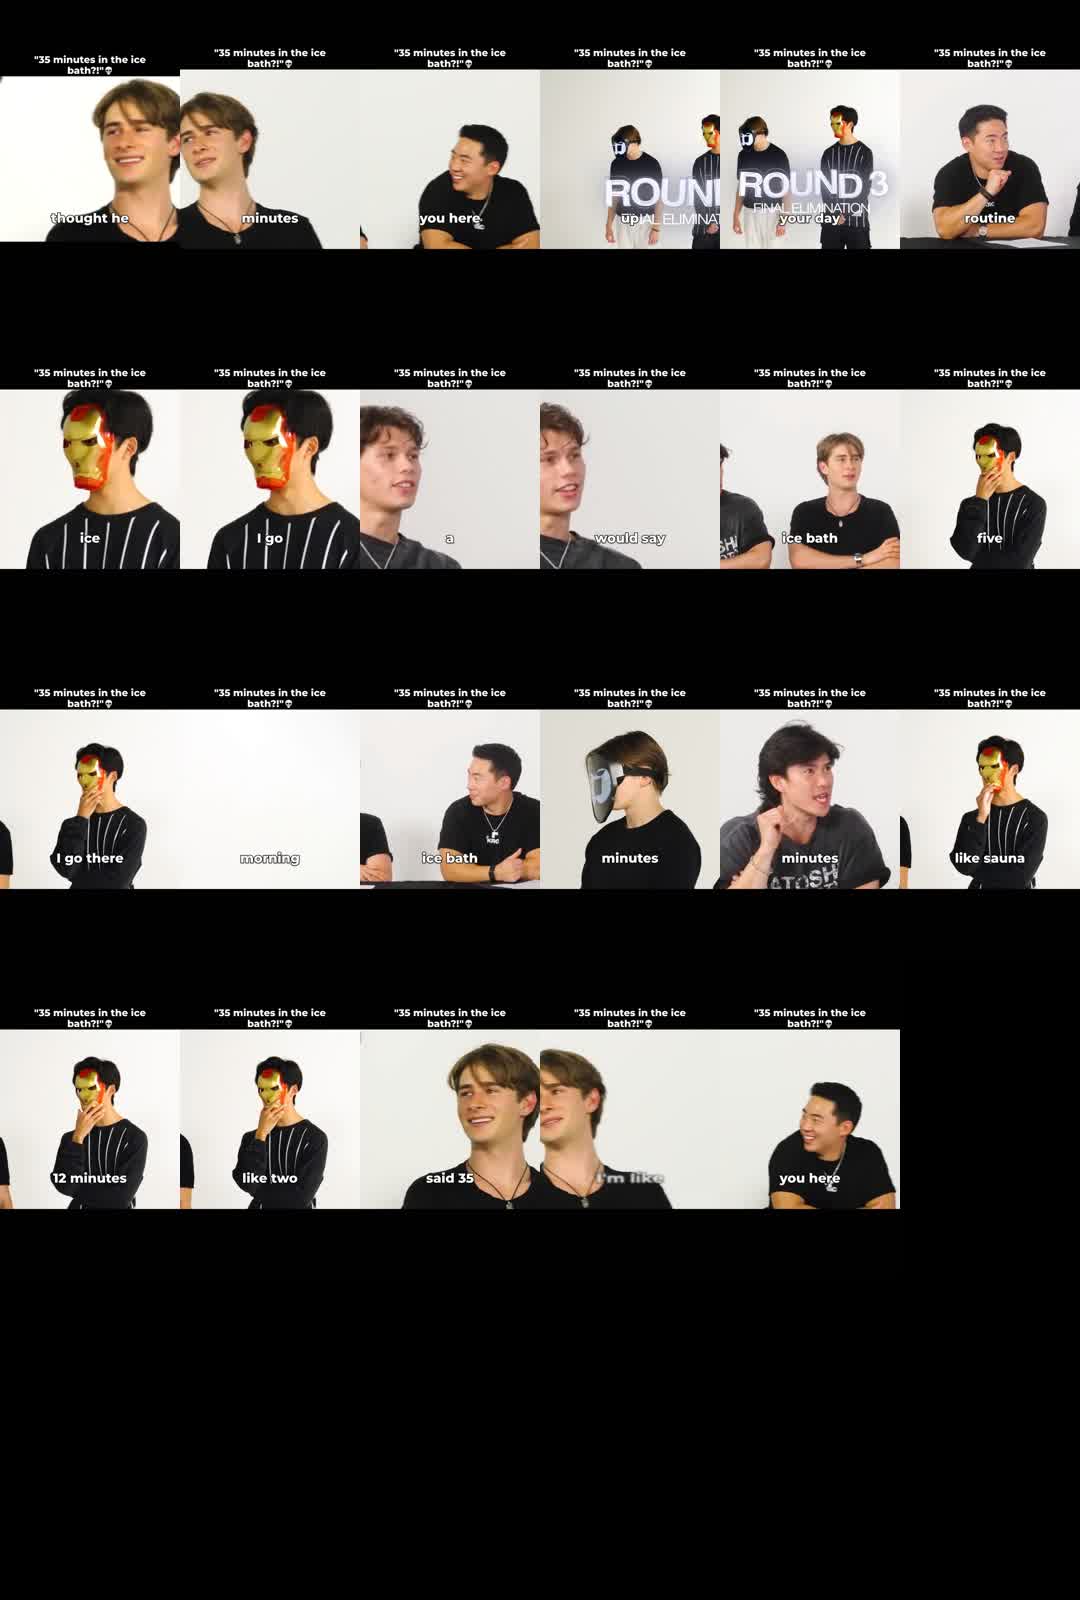 "35 minutes in the ice
bath?!"💀
thought he
"35 minutes in the ice
bath?!"💀
minutes
"35 minutes in the ice
bath?!"💀
you here
"35 minutes in the ice
bath?!"💀
ROUN
up
"35 minutes in the ice
bath?!"💀
ROUND 3
FINAL ELIMINATION
your day
"35 minutes in the ice
bath?!"💀
routine
"35 minutes in the ice
bath?!"💀
ice
"35 minutes in the ice
bath?!"💀
I go
"35 minutes in the ice
bath?!"💀
a
"35 minutes in the ice
bath?!"💀
would say
"35 minutes in the ice
bath?!"💀
ice bath
"35 minutes in the ice
bath?!"💀
five
"35 minutes in the ice
bath?!"💀
I go there
"35 minutes in the ice
bath?!"💀
morning
"35 minutes in the ice
bath?!"💀
ice bath
"35 minutes in the ice
bath?!"💀
minutes
"35 minutes in the ice
bath?!"💀
minutes
"35 minutes in the ice
bath?!"💀
like sauna
"35 minutes in the ice
bath?!"💀
12 minutes
"35 minutes in the ice
bath?!"💀
like two
"35 minutes in the ice
bath?!"💀
said 35
"35 minutes in the ice
bath?!"💀
I'm like
"35 minutes in the ice
bath?!"💀
you here